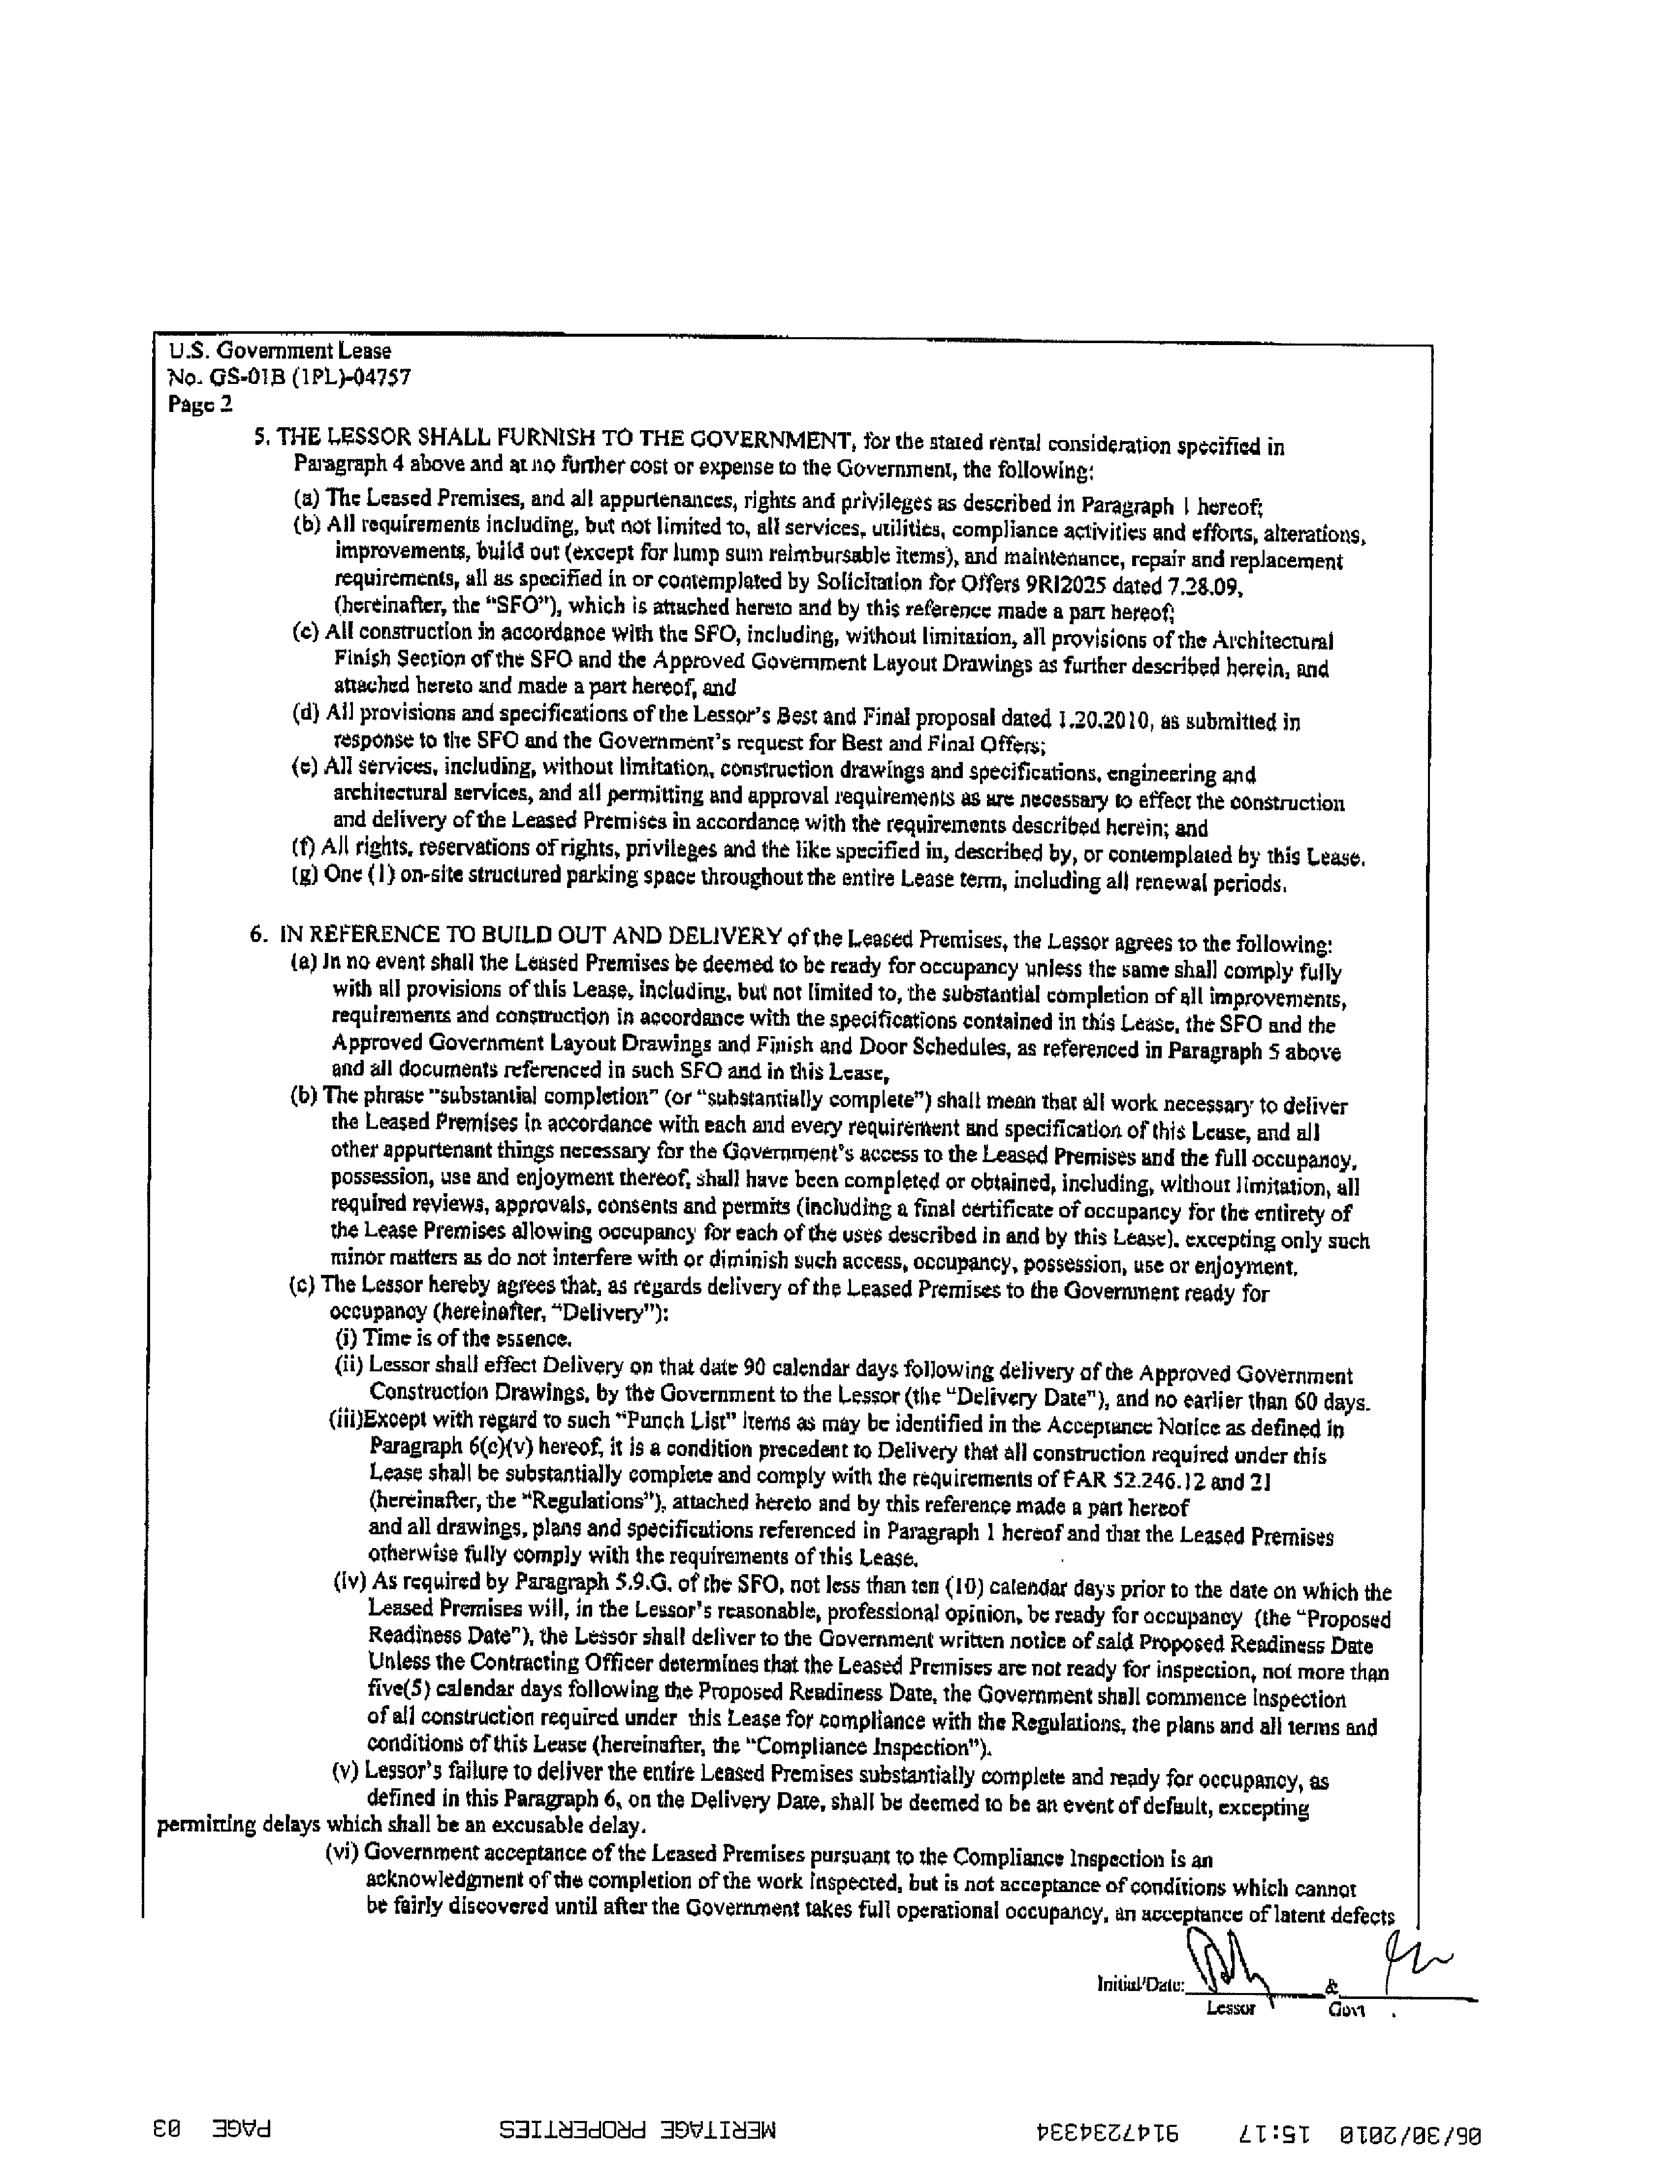 U.S. Government Lease
No. GS-01B (1PL)-04757
Page 2
5. THE LESSOR SHALL FURNISH TO THE GOVERNMENT, for the stated rental consideration specified in
Paragraph 4 above and at no further cost or expense to the Government, the following:
(a) The Leased Premises, and all appurtenances, rights and privileges as described in Paragraph 1 hereof;
(b) All requirements including, but not limited to, all services, utilities, compliance activities and efforts, alterations,
improvements, build out (except for lump sum reimbursable items), and maintenance, repair and replacement
requirements, all as specified in or contemplated by Solicitation for Offers 9RI2025 dated 7.28.09,
(hereinafter, the "SFO"), which is attached hereto and by this reference made a part hereof;
(c) All construction in accordance with the SFO, including, without limitation, all provisions of the Architectural
Finish Section of the SFO and the Approved Government Layout Drawings as further described herein, and
attached hereto and made a part hereof, and
(d) All provisions and specifications of the Lessor's Best and Final proposal dated 1.20.2010, as submitted in
response to the SFO and the Government's request for Best and Final Offers;
(e) All services, including, without limitation, construction drawings and specifications, engineering and
architectural services, and all permitting and approval requirements as are necessary to effect the construction
and delivery of the Leased Premises in accordance with the requirements described herein; and
(f) All rights, reservations of rights, privileges and the like specified in, described by, or contemplated by this Lease.
(g) One (1) on-site structured parking space throughout the entire Lease term, including all renewal periods.
6. IN REFERENCE TO BUILD OUT AND DELIVERY of the Leased Premises, the Lessor agrees to the following:
(a) In no event shall the Leased Premises be deemed to be ready for occupancy unless the same shall comply fully
with all provisions of this Lease, including, but not limited to, the substantial completion of all improvements,
requirements and construction in accordance with the specifications contained in this Lease, the SFO and the
Approved Government Layout Drawings and Finish and Door Schedules, as referenced in Paragraph 5 above
and all documents referenced in such SFO and in this Lease,
(b) The phrase "substantial completion" (or "substantially complete") shall mean that all work necessary to deliver
the Leased Premises in accordance with each and every requirement and specification of this Lease, and all
other appurtenant things necessary for the Government's access to the Leased Premises and the full occupancy,
possession, use and enjoyment thereof, shall have been completed or obtained, including, without limitation, all
required reviews, approvals, consents and permits (including a final certificate of occupancy for the entirety of
the Lease Premises allowing occupancy for each of the uses described in and by this Lease), excepting only such
minor matters as do not interfere with or diminish such access, occupancy, possession, use or enjoyment.
(c) The Lessor hereby agrees that, as regards delivery of the Leased Premises to the Government ready for
occupancy (hereinafter, "Delivery"):
(i) Time is of the essence.
(ii) Lessor shall effect Delivery on that date 90 calendar days following delivery of the Approved Government
Construction Drawings, by the Government to the Lessor (the "Delivery Date"), and no earlier than 60 days.
(iii)Except with regard to such "Punch List" items as may be identified in the Acceptance Notice as defined in
Paragraph 6(c)(v) hereof, it is a condition precedent to Delivery that all construction required under this
Lease shall be substantially complete and comply with the requirements of FAR 52.246.12 and 21
(hereinafter, the "Regulations"), attached hereto and by this reference made a part hereof
and all drawings, plans and specifications referenced in Paragraph 1 hereof and that the Leased Premises
otherwise fully comply with the requirements of this Lease.
(iv) As required by Paragraph 5.9.G. of the SFO, not less than ten (10) calendar days prior to the date on which the
Leased Premises will, in the Lessor's reasonable, professional opinion, be ready for occupancy (the "Proposed
Readiness Date"), the Lessor shall deliver to the Government written notice of said Proposed Readiness Date
Unless the Contracting Officer determines that the Leased Premises are not ready for inspection, not more than
five(5) calendar days following the Proposed Readiness Date, the Government shall commence inspection
of all construction required under this Lease for compliance with the Regulations, the plans and all terms and
conditions of this Lease (hereinafter, the "Compliance Inspection").
(v) Lessor's failure to deliver the entire Leased Premises substantially complete and ready for occupancy, as
defined in this Paragraph 6, on the Delivery Date, shall be deemed to be an event of default, excepting
permitting delays which shall be an excusable delay.
(vi) Government acceptance of the Leased Premises pursuant to the Compliance Inspection is an
acknowledgment of the completion of the work inspected, but is not acceptance of conditions which cannot
be fairly discovered until after the Government takes full operational occupancy, an acceptance of latent defects
Initial/Date: &
Lessor Govt
06/30/2010 15:17 9147234334 MERITAGE PROPERTIES PAGE 03